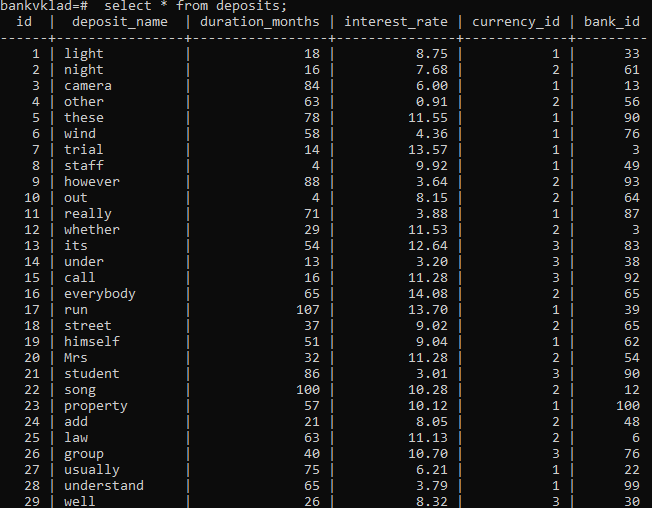 bankvklad=#  select * from deposits;
  id  |  deposit_name  | duration_months | interest_rate | currency_id | bank_id
------+----------------+-----------------+---------------+-------------+---------
    1 | light          |              18 |          8.75 |           1 |      33
    2 | night          |              16 |          7.68 |           2 |      61
    3 | camera         |              84 |          6.00 |           1 |      13
    4 | other          |              63 |          0.91 |           2 |      56
    5 | these          |              78 |         11.55 |           1 |      90
    6 | wind           |              58 |          4.36 |           1 |      76
    7 | trial          |              14 |         13.57 |           1 |       3
    8 | staff          |               4 |          9.92 |           1 |      49
    9 | however        |              88 |          3.64 |           2 |      93
   10 | out            |               4 |          8.15 |           2 |      64
   11 | really         |              71 |          3.88 |           1 |      87
   12 | whether        |              29 |         11.53 |           2 |       3
   13 | its            |              54 |         12.64 |           3 |      83
   14 | under          |              13 |          3.20 |           3 |      38
   15 | call           |              16 |         11.28 |           3 |      92
   16 | everybody      |              65 |         14.08 |           2 |      65
   17 | run            |             107 |         13.70 |           1 |      39
   18 | street         |              37 |          9.02 |           2 |      65
   19 | himself        |              51 |          9.04 |           1 |      62
   20 | Mrs            |              32 |         11.28 |           2 |      54
   21 | student        |              86 |          3.01 |           3 |      90
   22 | song           |             100 |         10.28 |           2 |      12
   23 | property       |              57 |         10.12 |           1 |     100
   24 | add            |              21 |          8.05 |           2 |      48
   25 | law            |              63 |         11.13 |           2 |       6
   26 | group          |              40 |         10.70 |           3 |      76
   27 | usually        |              75 |          6.21 |           1 |      22
   28 | understand     |              65 |          3.79 |           1 |      99
   29 | well           |              26 |          8.32 |           3 |      30